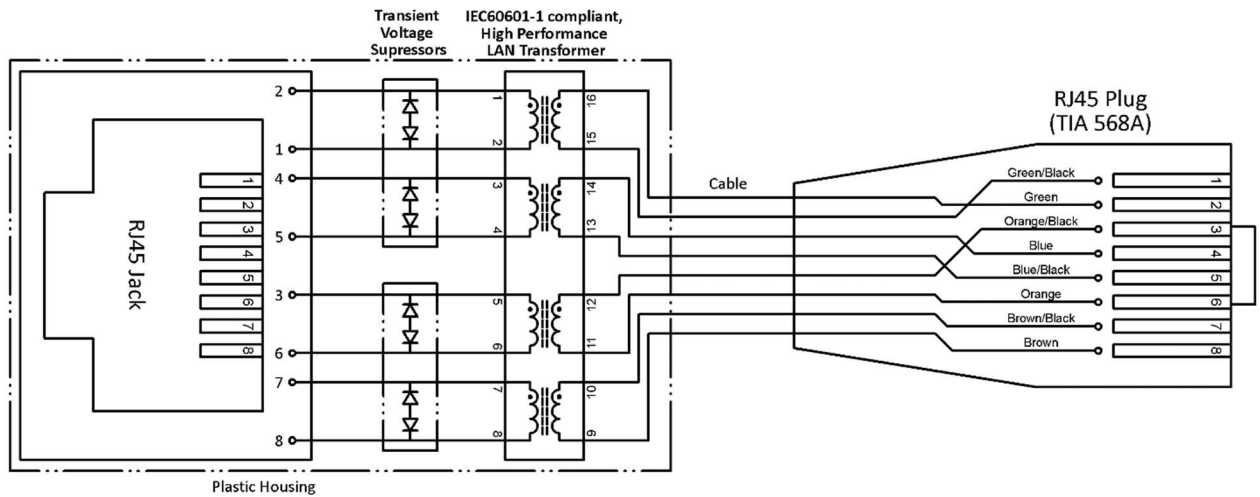 Transient
Voltage
Supressors
IEC60601-1 compliant,
High Performance
LAN Transformer
RJ45 Plug
(TIA 568A)
2
1
4
5
3
6
7
8
RJ45 Jack
1
2
3
4
5
6
7
8
1
2
3
4
5
6
7
8
16
15
14
13
12
11
10
9
Cable
Green/Black
Green
Orange/Black
Blue
Blue/Black
Orange
Brown/Black
Brown
1
2
3
4
5
6
7
8
Plastic Housing